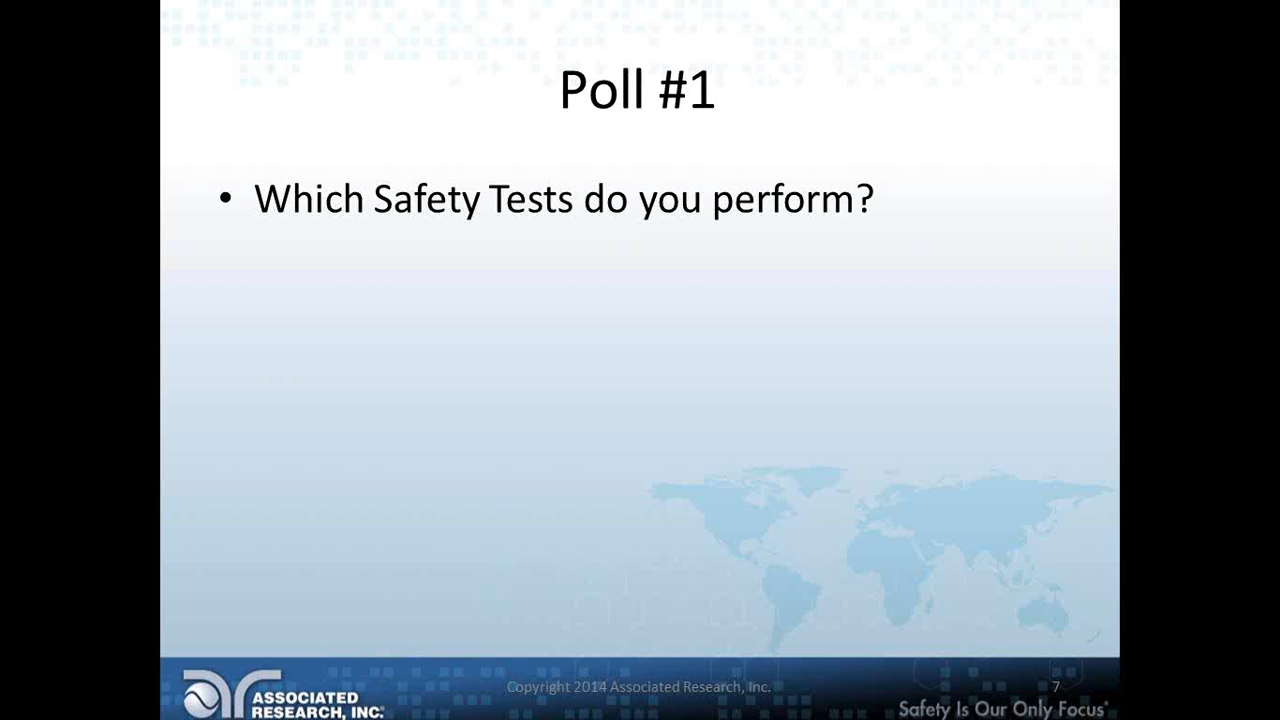 Poll #1
• Which Safety Tests do you perform?
ASSOCIATED
RESEARCH, INC.
Copyright 2014 Associated Research, Inc.
7
Safety Is Our Only Focus